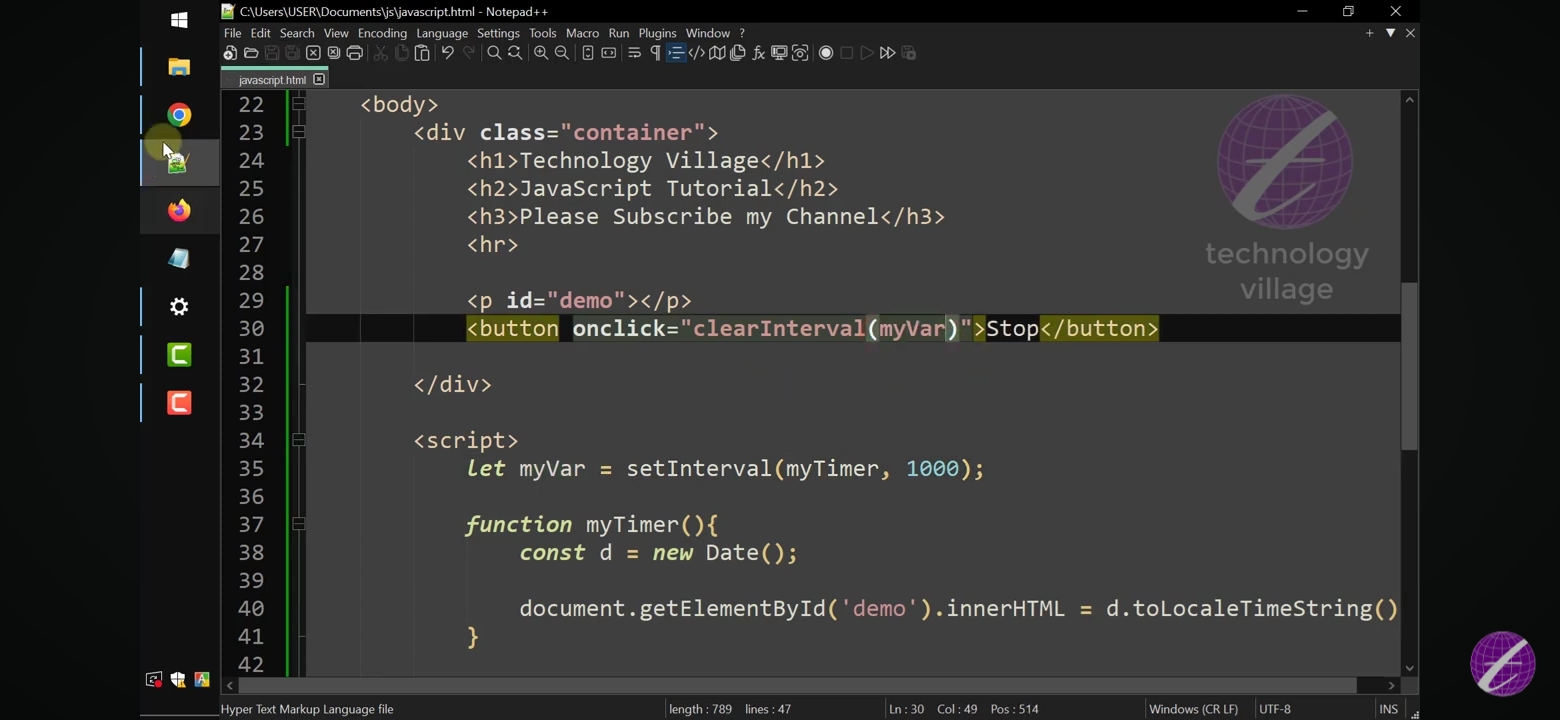 C:\Users\USER\Documents\js\javascript.html - Notepad++
File Edit Search View Encoding Language Settings Tools Macro Run Plugins Window ?
javascript.html
22 <body>
23 <div class="container">
24 <h1>Technology Village</h1>
25 <h2>JavaScript Tutorial</h2>
26 <h3>Please Subscribe my Channel</h3>
27 <hr>
28
29 <p id="demo"></p>
30 <button onclick="clearInterval(myVar)">Stop</button>
31
32 </div>
33
34 <script>
35 let myVar = setInterval(myTimer, 1000);
36
37 function myTimer(){
38 const d = new Date();
39
40 document.getElementById('demo').innerHTML = d.toLocaleTimeString()
41 }
42
technology
village
Hyper Text Markup Language file length : 789 lines : 47 Ln : 30 Col : 49 Pos : 514 Windows (CR LF) UTF-8 INS